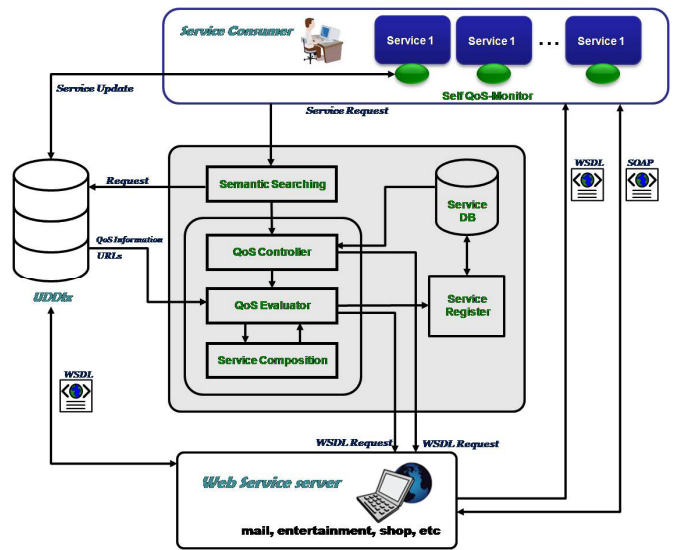 Service Consumer
Service 1
Service 1
...
Service 1
Self QoS-Monitor
Service Update
Service Request
WSDL
SOAP
Request
Semantic Searching
Service
DB
QoS Information
URLs
QoS Controller
UDDIx
QoS Evaluator
Service
Register
Service Composition
WSDL
WSDL Request
WSDL Request
Web Service server
mail, entertainment, shop, etc